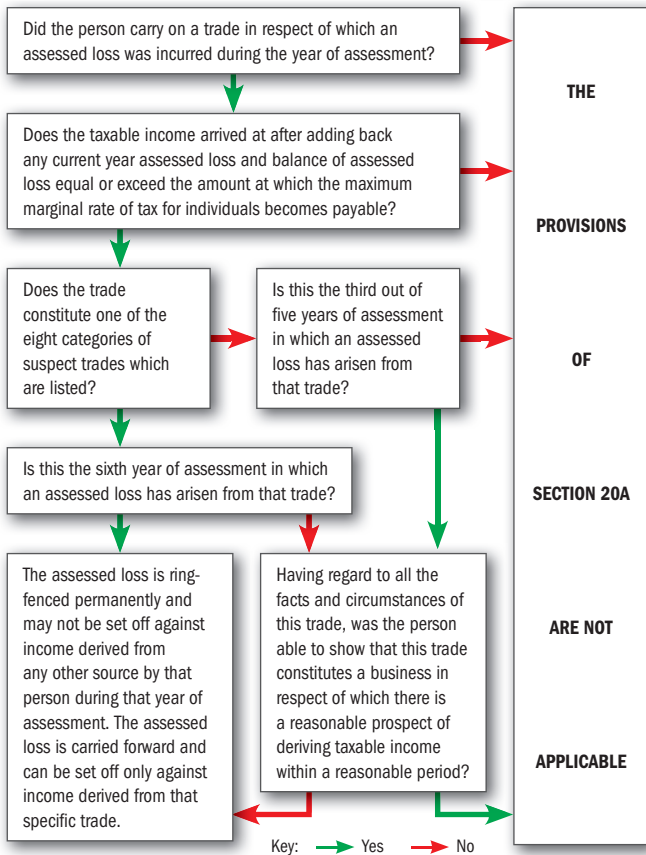 Did the person carry on a trade in respect of which an
assessed loss was incurred during the year of assessment?
Does the taxable income arrived at after adding back
any current year assessed loss and balance of assessed
loss equal or exceed the amount at which the maximum
marginal rate of tax for individuals becomes payable?
Does the trade
constitute one of the
eight categories of
suspect trades which
are listed?
Is this the third out of
five years of assessment
in which an assessed
loss has arisen from
that trade?
Is this the sixth year of assessment in which
an assessed loss has arisen from that trade?
The assessed loss is ring-
fenced permanently and
may not be set off against
income derived from
any other source by that
person during that year of
assessment. The assessed
loss is carried forward and
can be set off only against
income derived from that
specific trade.
Having regard to all the
facts and circumstances of
this trade, was the person
able to show that this trade
constitutes a business in
respect of which there is
a reasonable prospect of
deriving taxable income
within a reasonable period?
THE
PROVISIONS
OF
SECTION 20A
ARE NOT
APPLICABLE
Key: Yes No